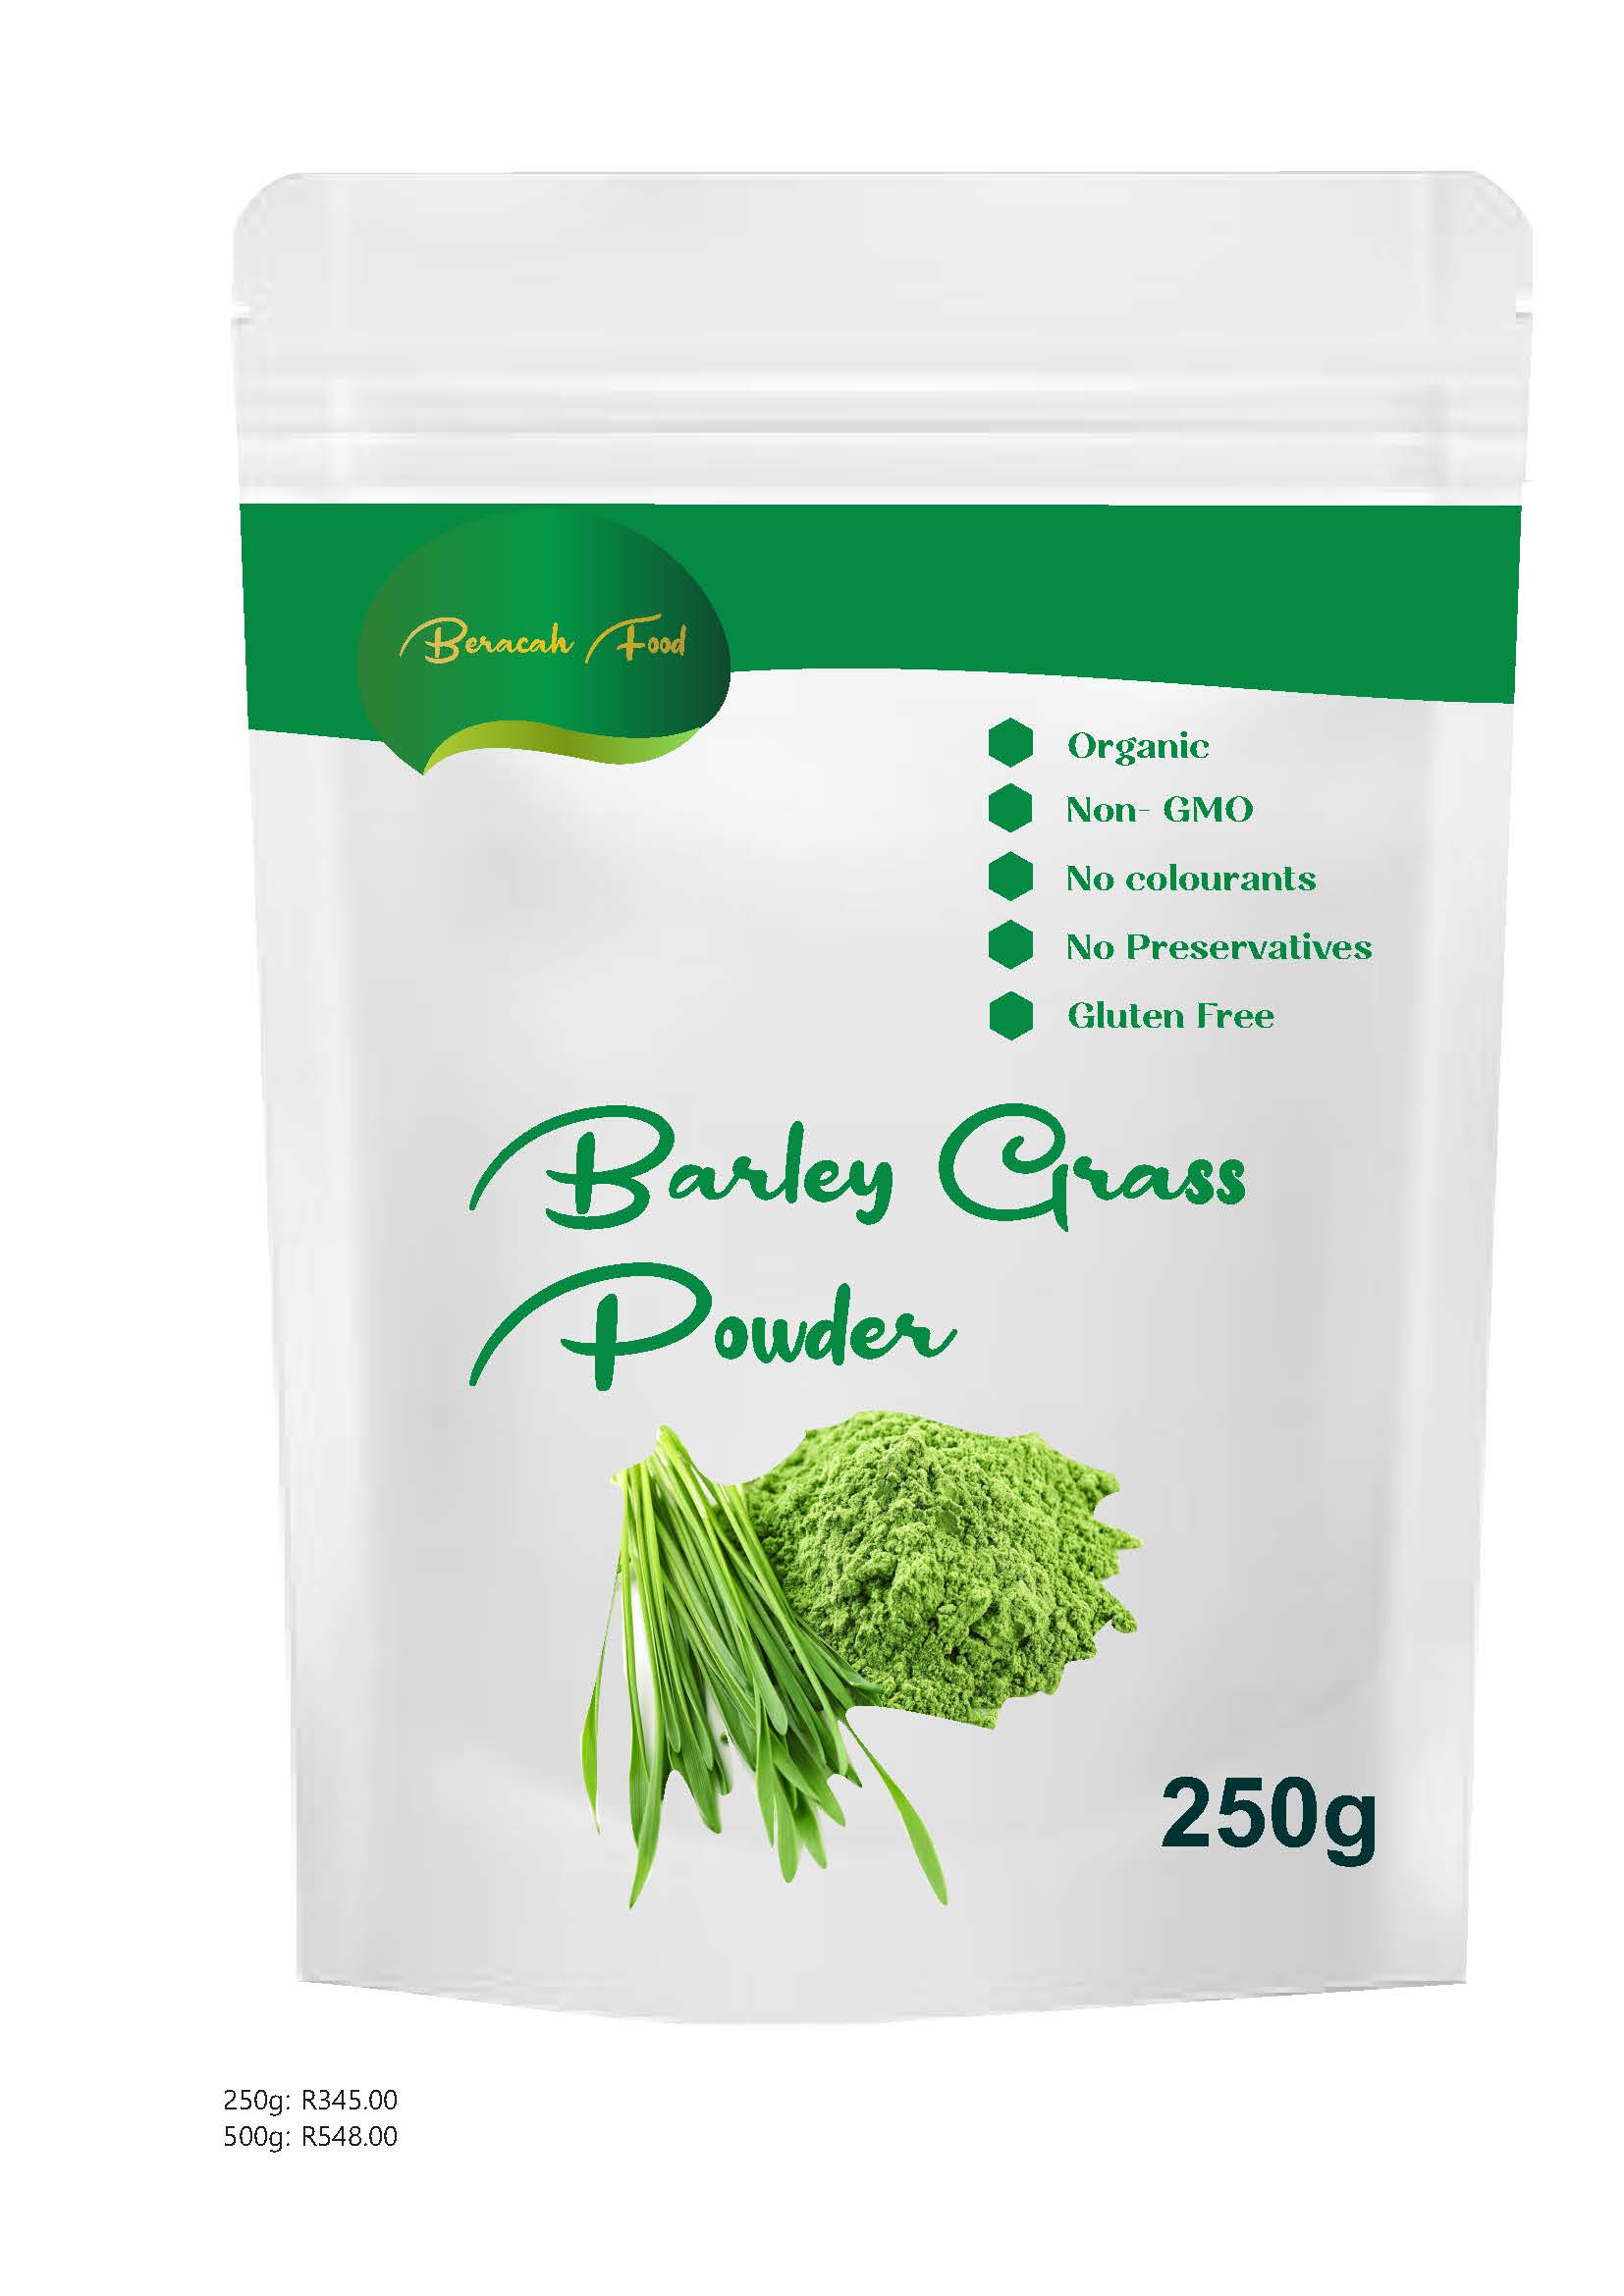 Beracah Food
Organic
Non- GMO
No colourants
No Preservatives
Gluten Free
Barley Grass
Powder
250g
250g: R345.00
500g: R548.00